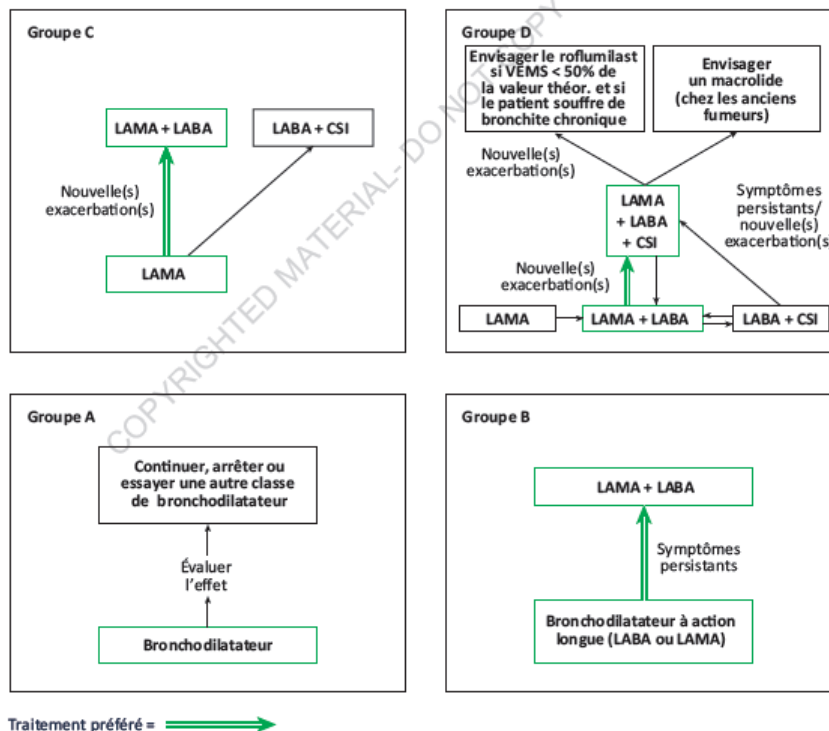 Groupe C
LAMA + LABA
LABA + CSI
Nouvelle(s)
exacerbation(s)
LAMA
Groupe D
Envisager le roflumilast
si VEMS < 50% de
la valeur théor. et si
le patient souffre de
bronchite chronique
Envisager
un macrolide
(chez les anciens
fumeurs)
Nouvelle(s)
exacerbation(s)
LAMA
+ LABA
+ CSI
Symptômes
persistants/
nouvelle(s)
exacerbation(s)
Nouvelle(s)
exacerbation(s)
LAMA
LAMA + LABA
LABA + CSI
COPYRIGHTED MATERIAL- DO NOT COPY
Groupe A
Continuer, arrêter ou
essayer une autre classe
de bronchodilatateur
Évaluer
l'effet
Bronchodilatateur
Groupe B
LAMA + LABA
Symptômes
persistants
Bronchodilatateur à action
longue (LABA ou LAMA)
Traitement préféré =